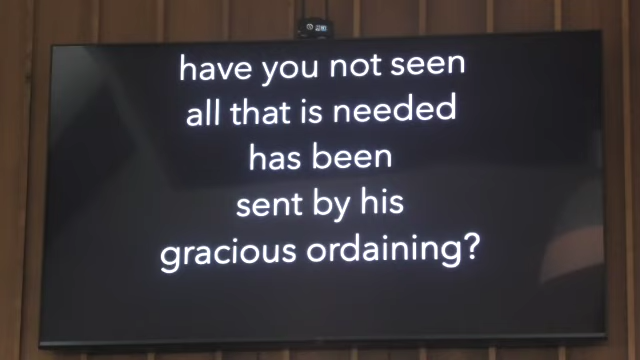 have you not seen
all that is needed
has been
sent by his
gracious ordaining?